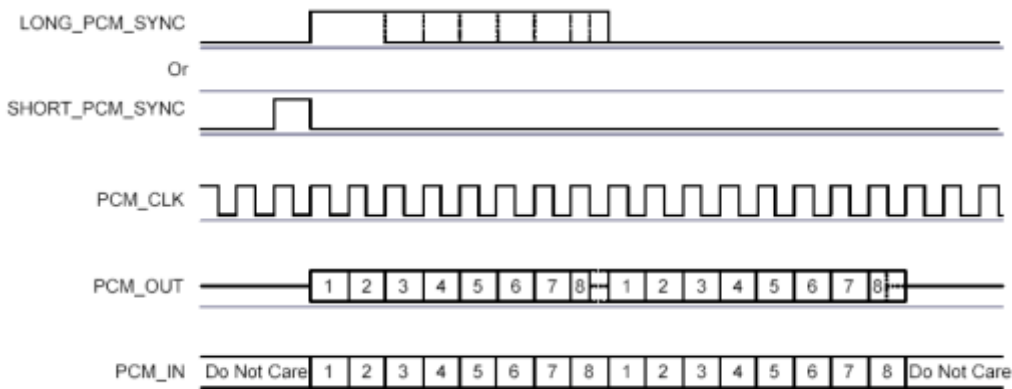 LONG_PCM_SYNC
Or
SHORT_PCM_SYNC
PCM_CLK
PCM_OUT 1 2 3 4 5 6 7 8 1 2 3 4 5 6 7 8
PCM_IN Do Not Care 1 2 3 4 5 6 7 8 1 2 3 4 5 6 7 8 Do Not Care